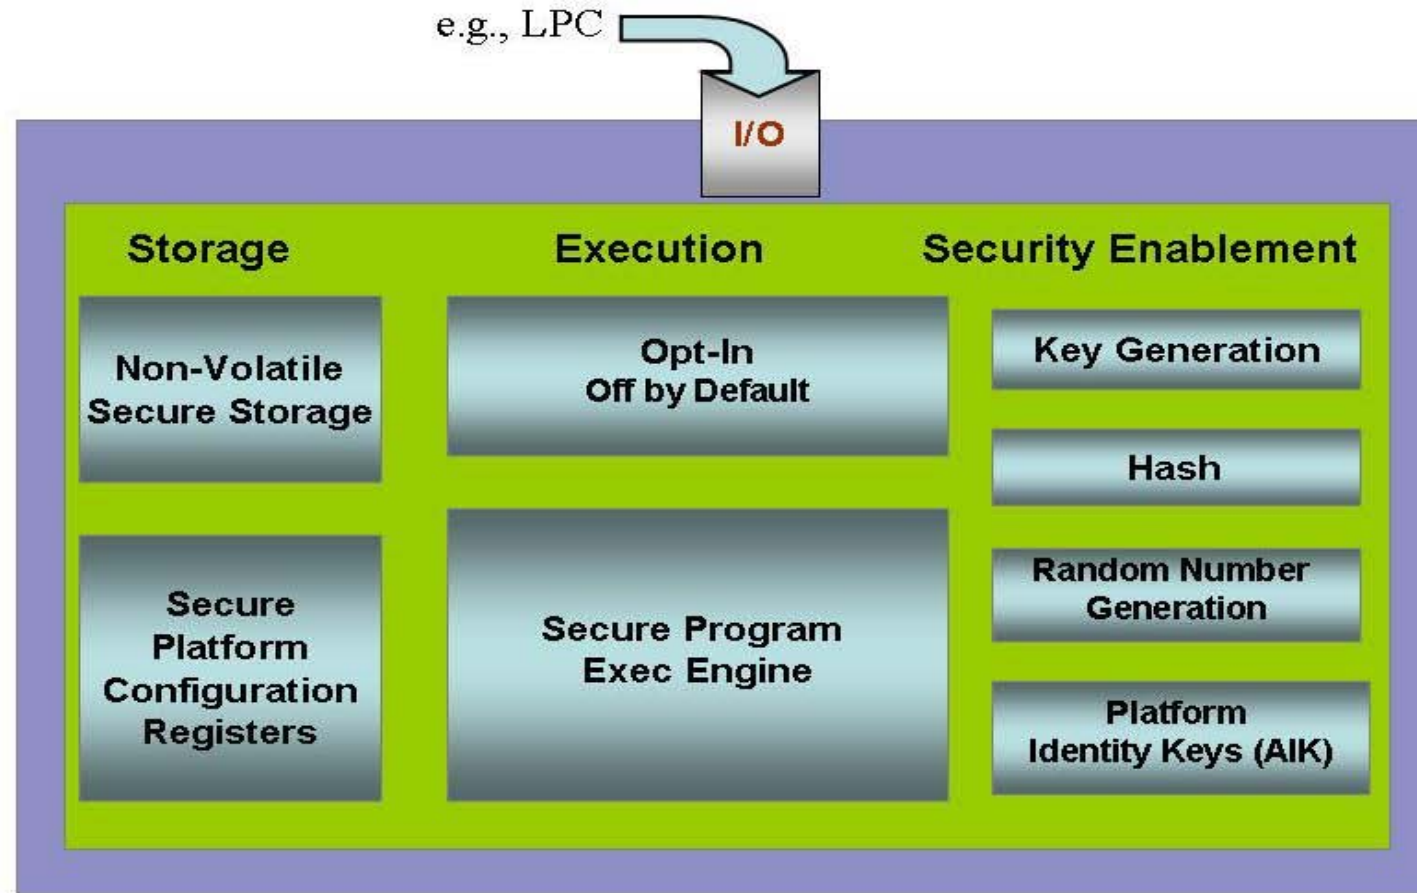 e.g., LPC
I/O
Storage
Non-Volatile
Secure Storage
Secure
Platform
Configuration
Registers
Execution
Opt-In
Off by Default
Secure Program
Exec Engine
Security Enablement
Key Generation
Hash
Random Number
Generation
Platform
Identity Keys (AIK)